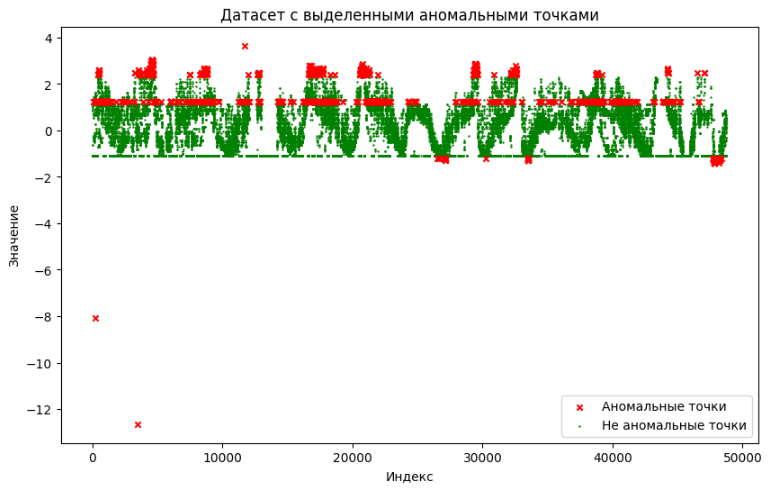 Датасет с выделенными аномальными точками
4
2
0
−2
−4
−6
−8
−10
−12
Значение
0 10000 20000 30000 40000 50000
Индекс
Аномальные точки
Не аномальные точки